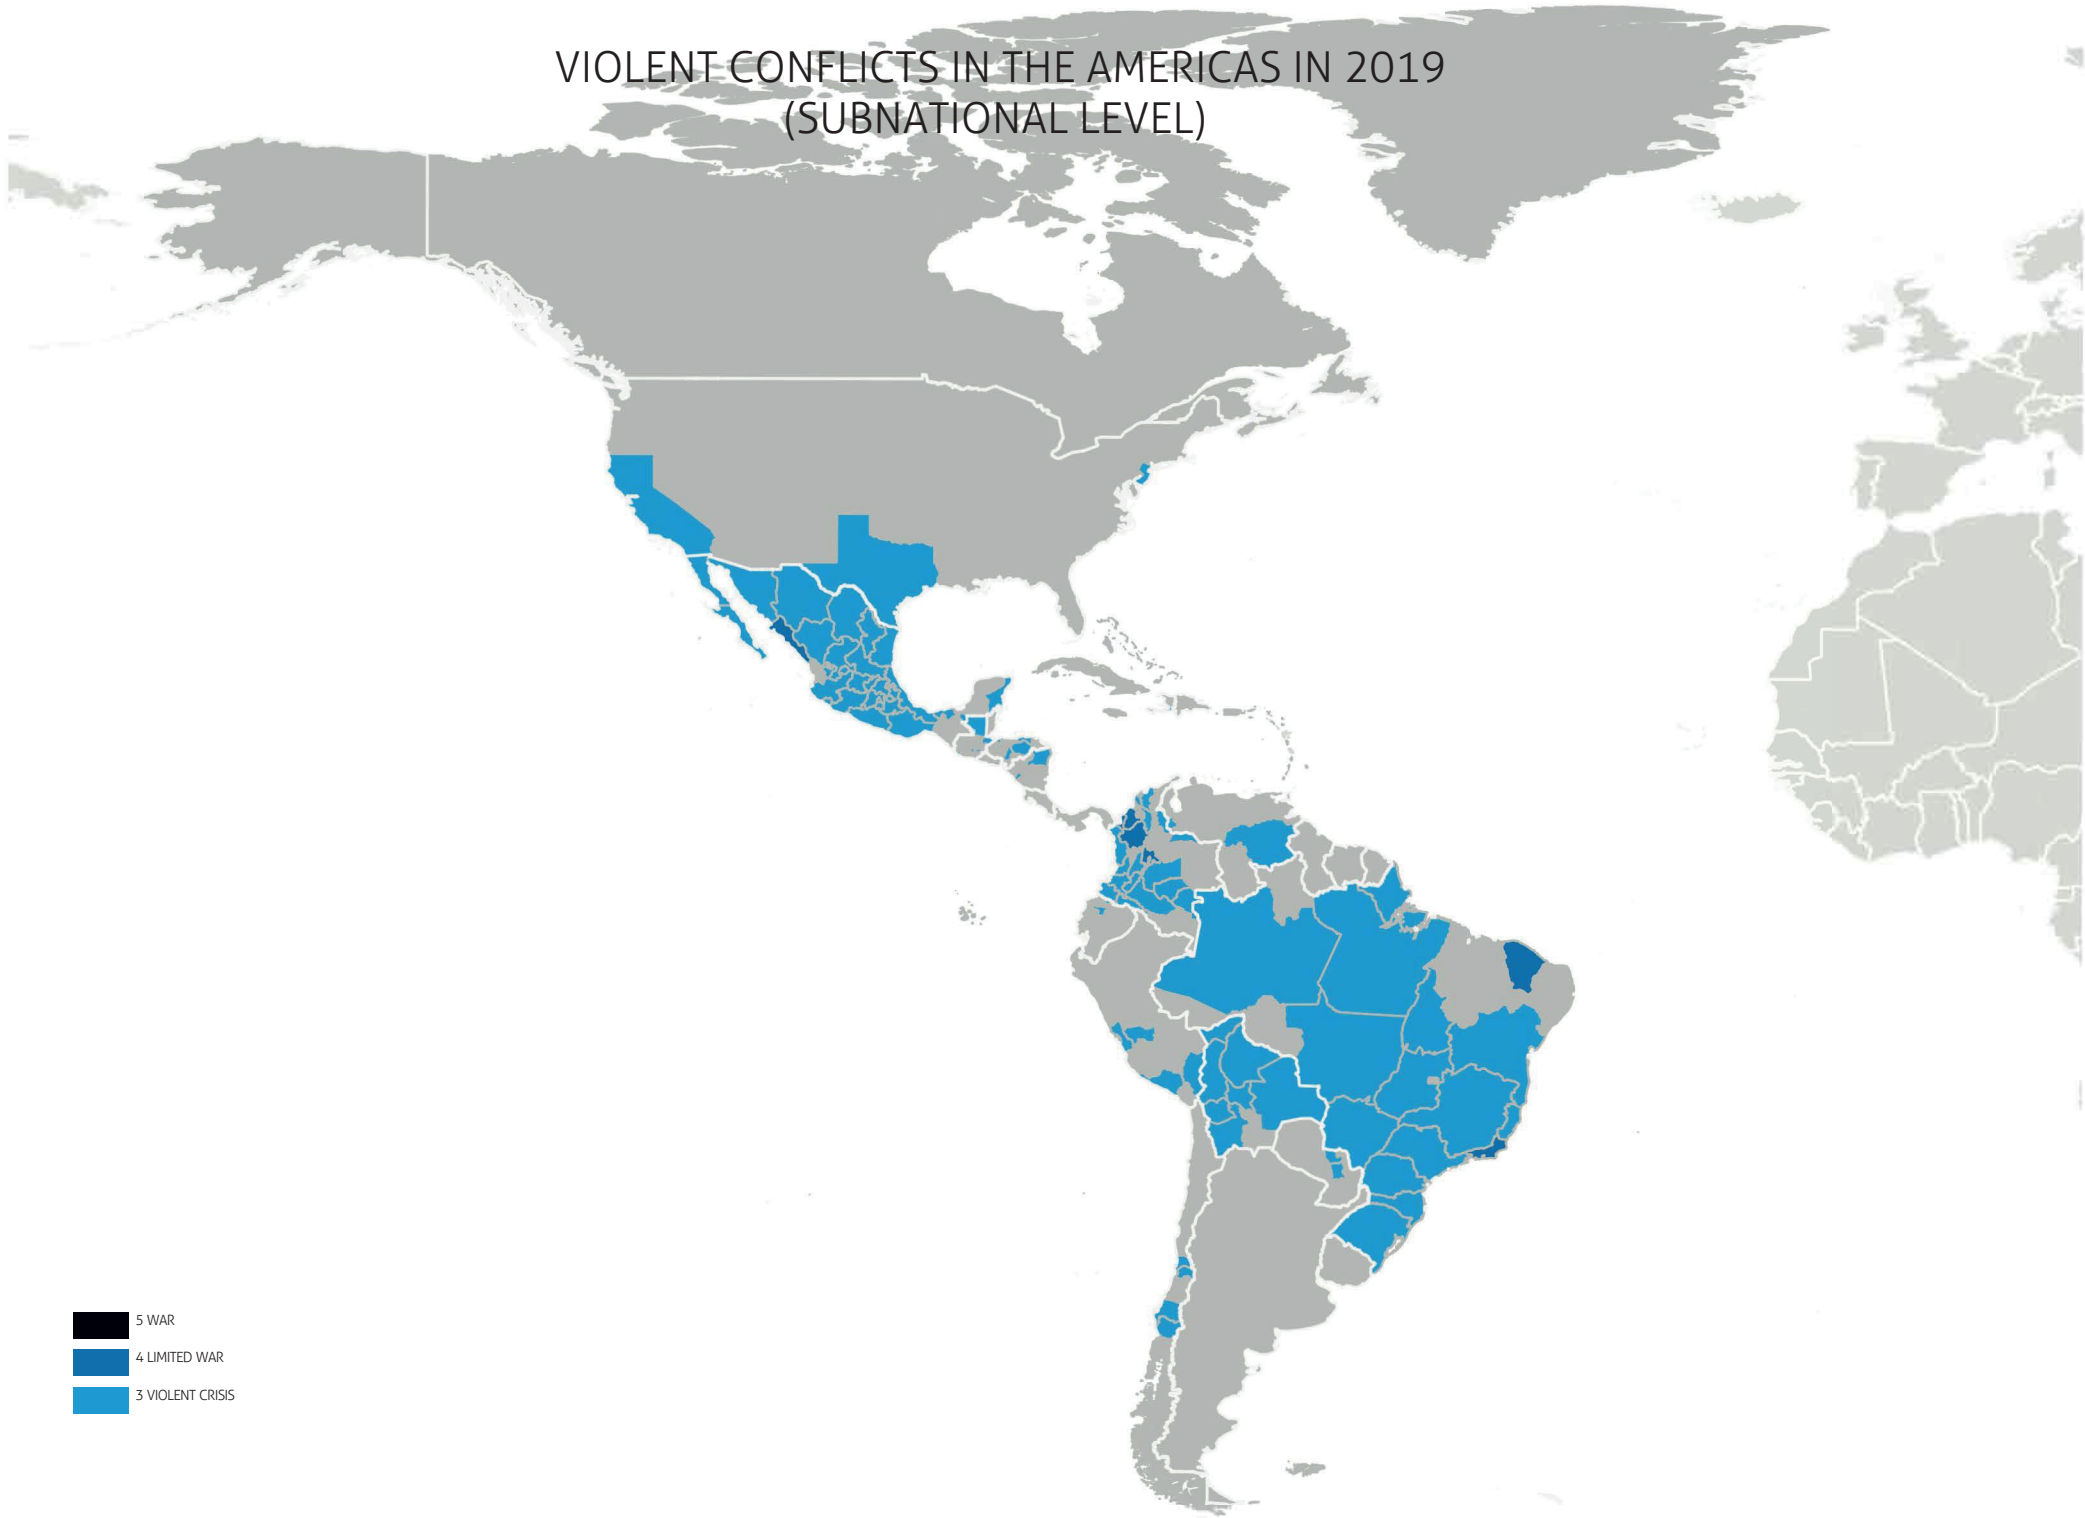 VIOLENT CONFLICTS IN THE AMERICAS IN 2019
(SUBNATIONAL LEVEL)
5 WAR
4 LIMITED WAR
3 VIOLENT CRISIS